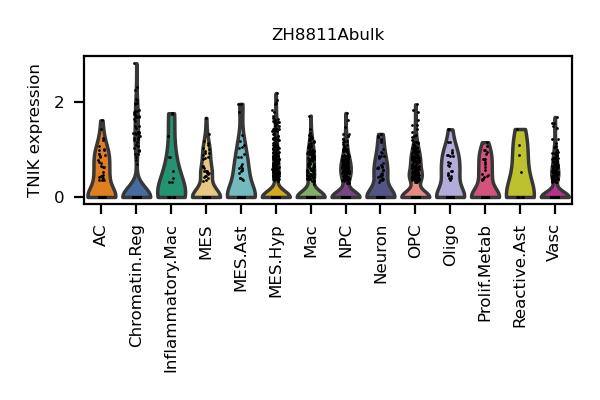 ZH8811Abulk
TNIK expression
2
0
AC
Chromatin.Reg
Inflammatory.Mac
MES
MES.Ast
MES.Hyp
Mac
NPC
Neuron
OPC
Oligo
Prolif.Metab
Reactive.Ast
Vasc